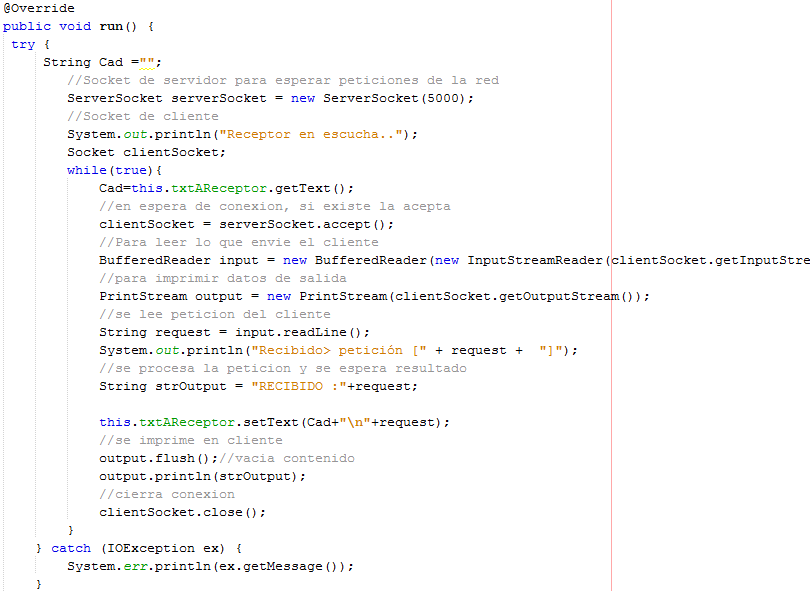 @Override
public void run() {
try {
String Cad ="";
//Socket de servidor para esperar peticiones de la red
ServerSocket serverSocket = new ServerSocket(5000);
//Socket de cliente
System.out.println("Receptor en escucha..");
Socket clientSocket;
while(true){
Cad=this.txtAReceptor.getText();
//en espera de conexion, si existe la acepta
clientSocket = serverSocket.accept();
//Para leer lo que envie el cliente
BufferedReader input = new BufferedReader(new InputStreamReader(clientSocket.getInputStre
//para imprimir datos de salida
PrintStream output = new PrintStream(clientSocket.getOutputStream());
//se lee peticion del cliente
String request = input.readLine();
System.out.println("Recibido> petición [" + request +  "]");
//se procesa la peticion y se espera resultado
String strOutput = "RECIBIDO :"+request;
this.txtAReceptor.setText(Cad+"\n"+request);
//se imprime en cliente
output.flush();//vacia contenido
output.println(strOutput);
//cierra conexion
clientSocket.close();
}
} catch (IOException ex) {
System.err.println(ex.getMessage());
}